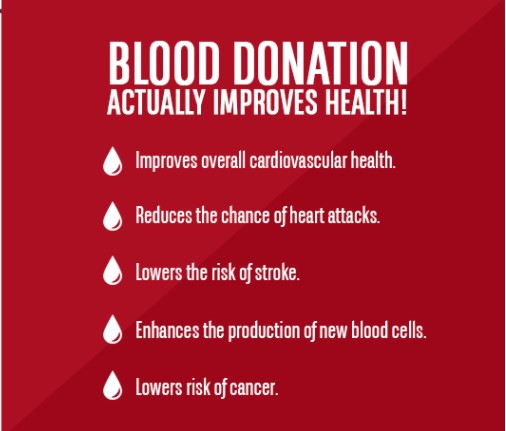 BLOOD DONATION
ACTUALLY IMPROVES HEALTH!
Improves overall cardiovascular health.
Reduces the chance of heart attacks.
Lowers the risk of stroke.
Enhances the production of new blood cells.
Lowers risk of cancer.